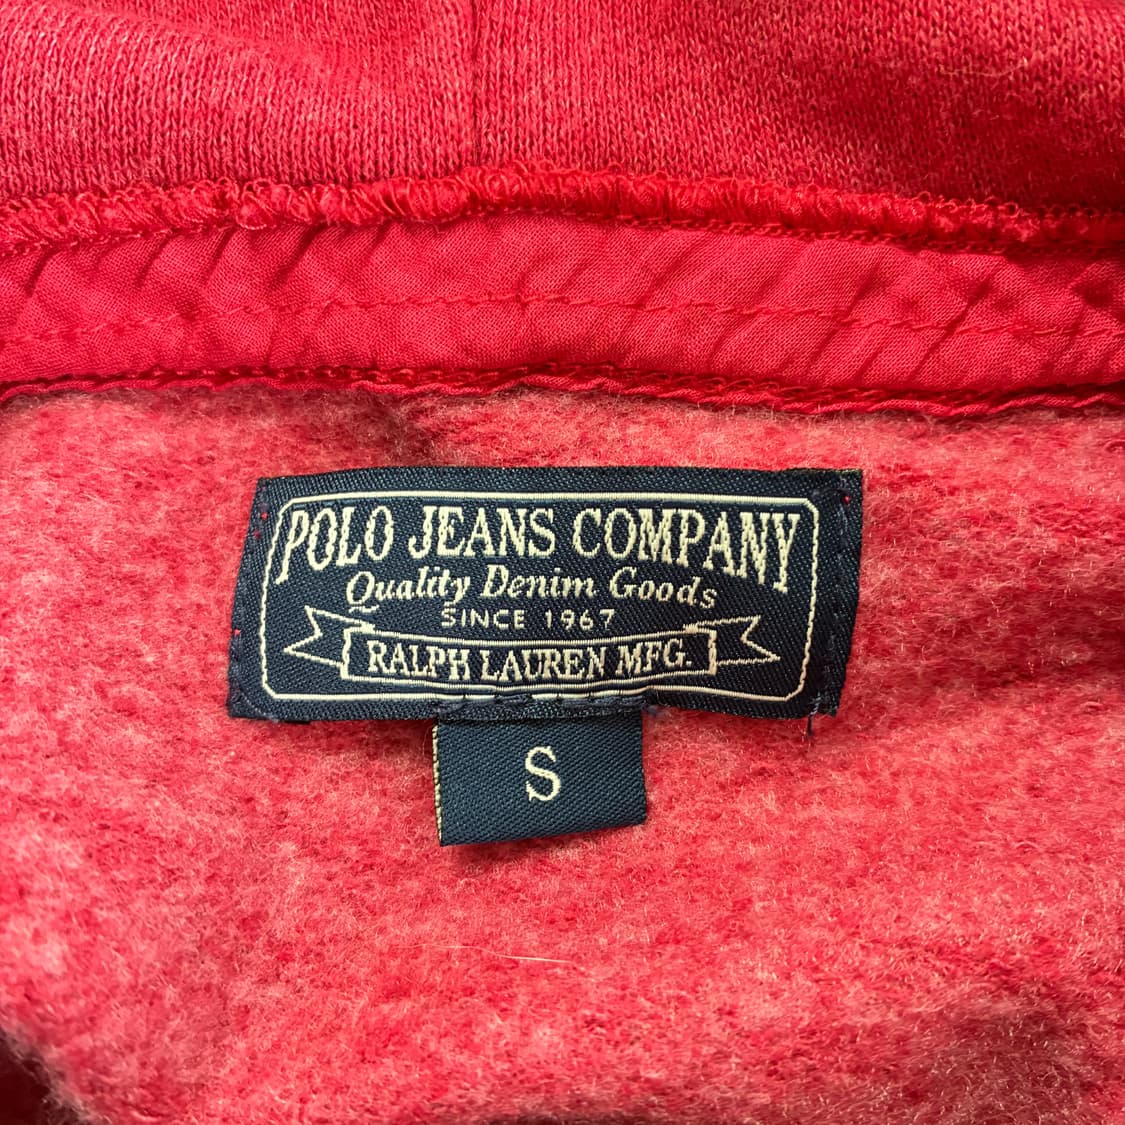 POLO JEANS COMPANY
Quality Denim Goods
SINCE 1967
RALPH LAUREN MFG.
S